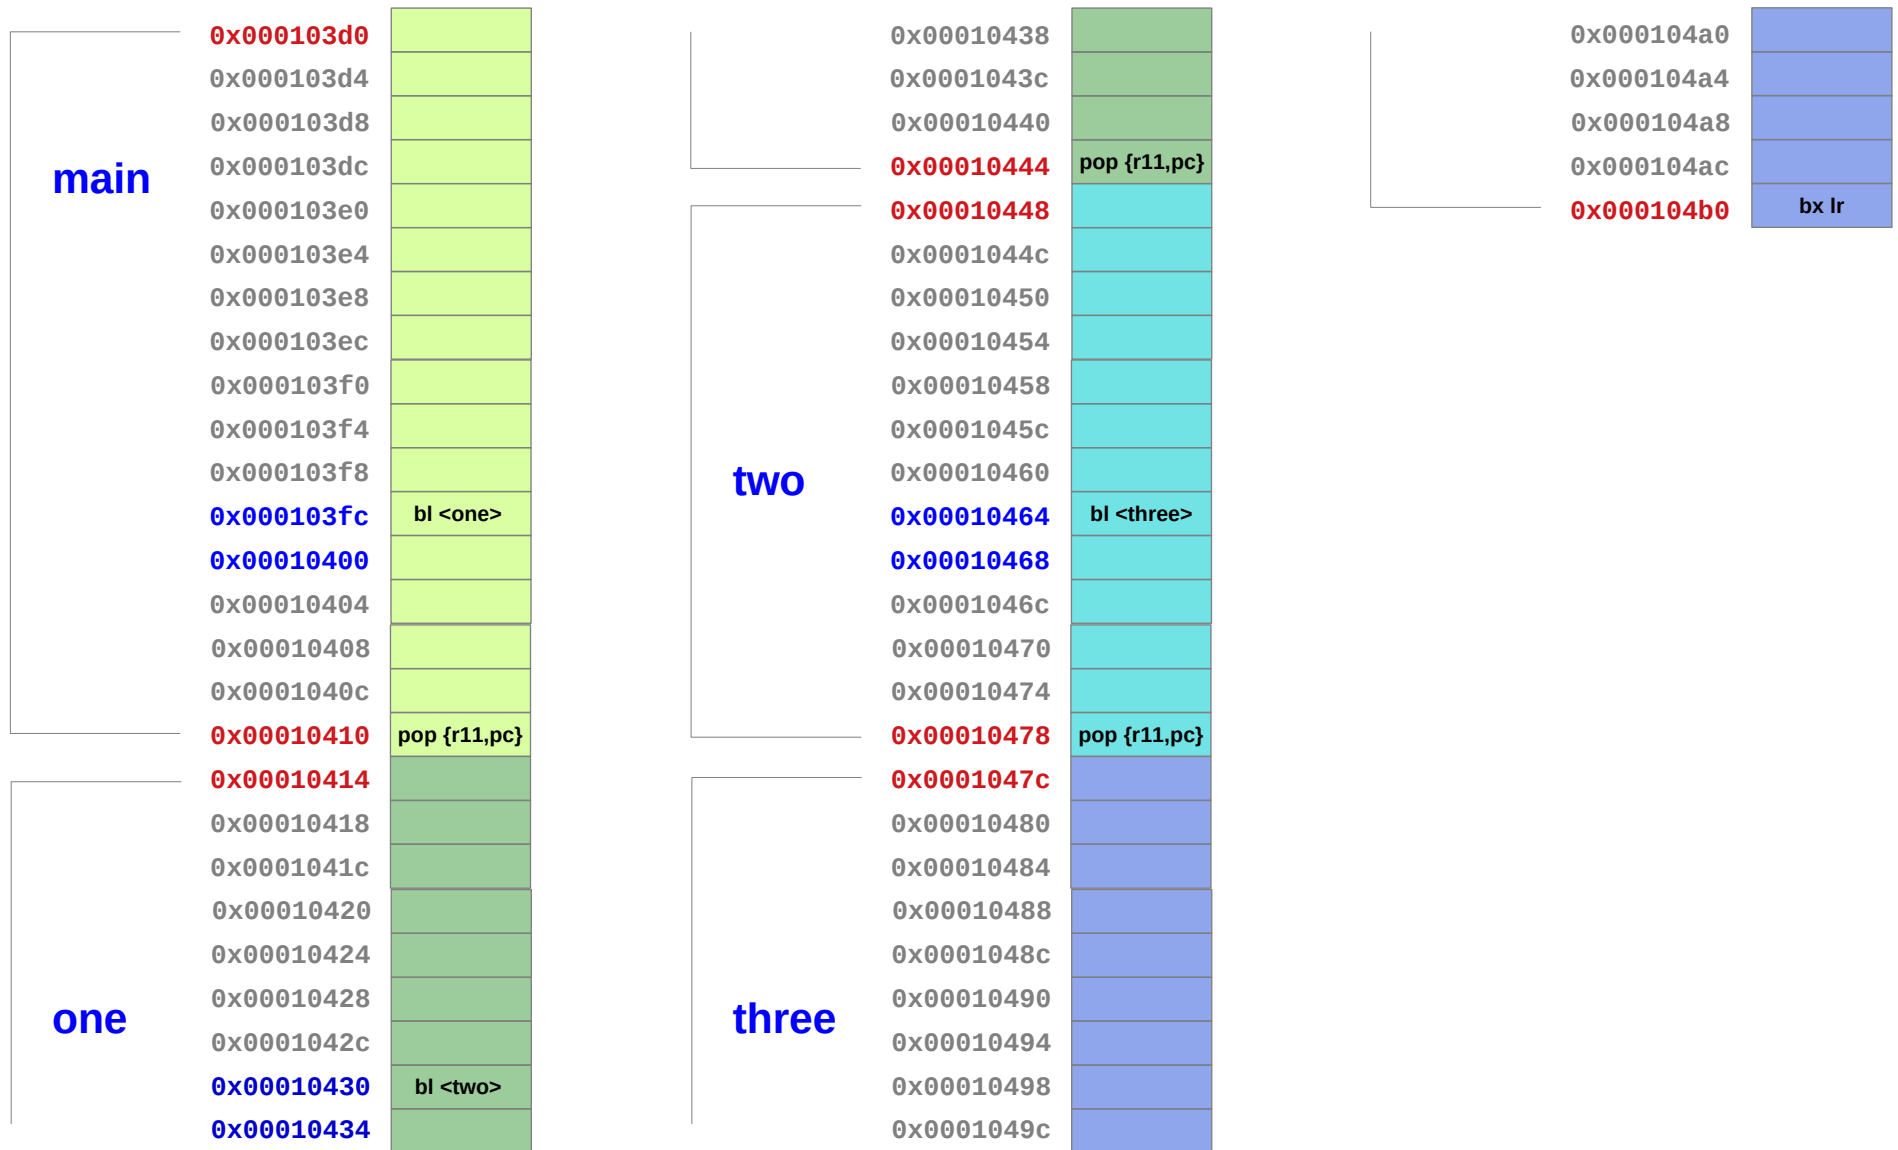 0x000103d0
0x000103d4
0x000103d8
0x000103dc
main
0x000103e0
0x000103e4
0x000103e8
0x000103ec
0x000103f0
0x000103f4
0x000103f8
0x000103fc bl <one>
0x00010400
0x00010404
0x00010408
0x0001040c
0x00010410 pop {r11,pc}
0x00010414
0x00010418
0x0001041c
0x00010420
0x00010424
0x00010428
one
0x0001042c
0x00010430 bl <two>
0x00010434
0x00010438
0x0001043c
0x00010440
0x00010444 pop {r11,pc}
0x00010448
0x0001044c
0x00010450
0x00010454
0x00010458
0x0001045c
0x00010460
two
0x00010464 bl <three>
0x00010468
0x0001046c
0x00010470
0x00010474
0x00010478 pop {r11,pc}
0x0001047c
0x00010480
0x00010484
0x00010488
0x0001048c
0x00010490
three
0x00010494
0x00010498
0x0001049c
0x000104a0
0x000104a4
0x000104a8
0x000104ac
0x000104b0 bx lr